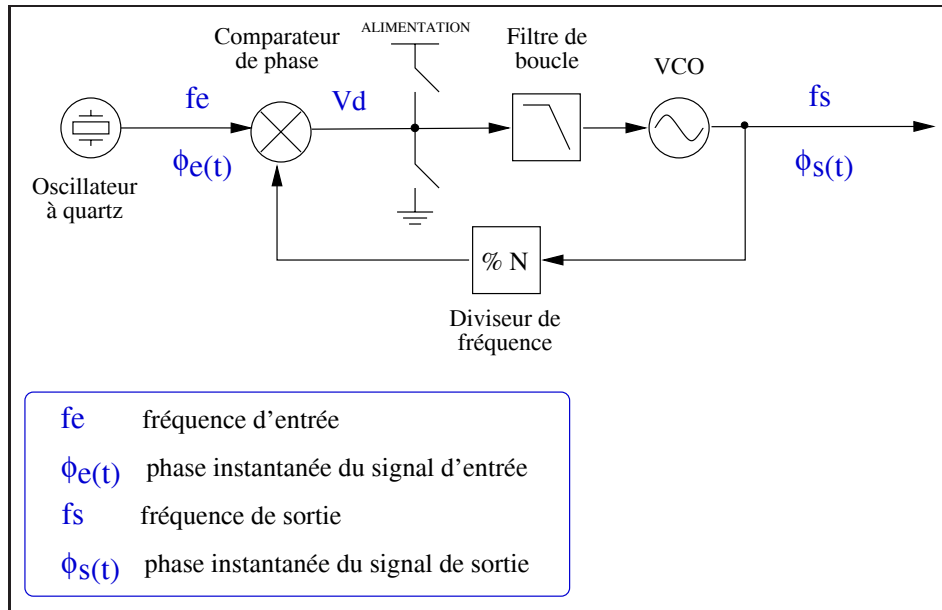 Comparateur
de phase
ALIMENTATION
Filtre de
boucle
VCO
fe
Vd
fs
ϕe(t)
ϕs(t)
Oscillateur
à quartz
% N
Diviseur de
fréquence
fe fréquence d'entrée
ϕe(t) phase instantanée du signal d'entrée
fs fréquence de sortie
ϕs(t) phase instantanée du signal de sortie